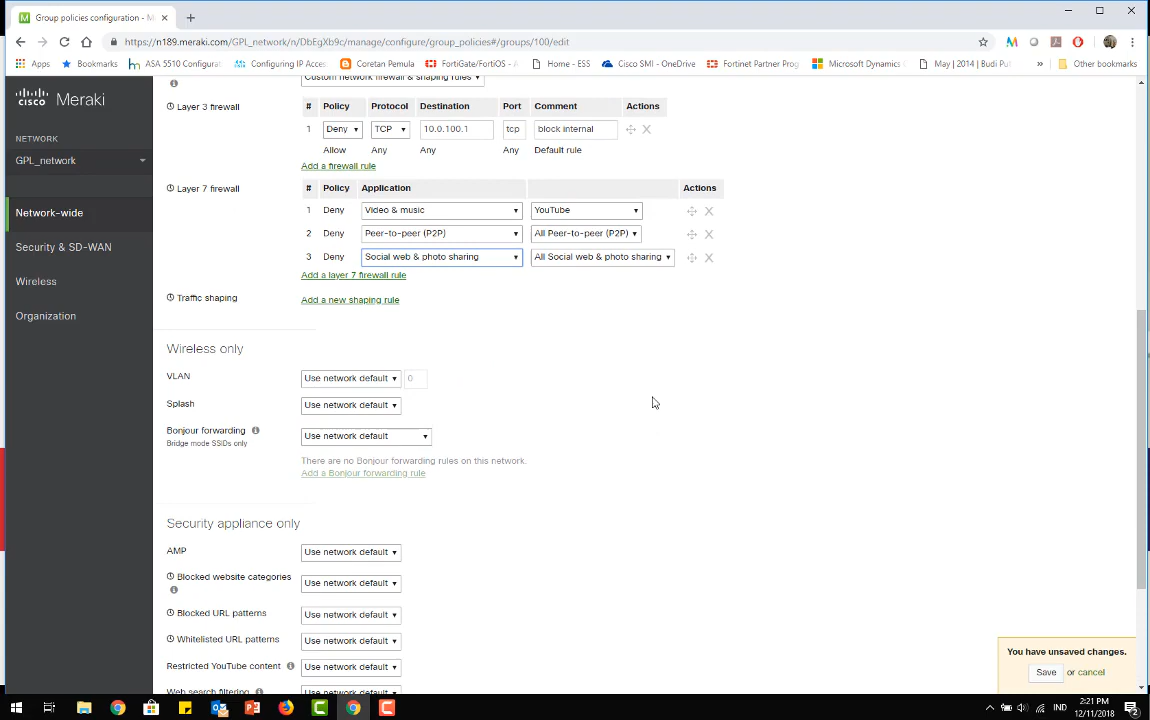 Group policies configuration - M
https://n189.meraki.com/GPL_network/n/DbEgXb9c/manage/configure/group_policies#/groups/100/edit
Apps Bookmarks ASA 5510 Configurat Configuring IP Acces Coretan Pemula FortiGate/FortiOS - A Home - ESS Cisco SMI - OneDrive Fortinet Partner Prog Microsoft Dynamics May | 2014 | Budi Put » Other bookmarks
Custom network firewall & shaping rules
cisco Meraki
Layer 3 firewall
# Policy Protocol Destination Port Comment Actions
1 Deny TCP 10.0.100.1 tcp block internal
Allow Any Any Any Default rule
NETWORK
GPL_network
Add a firewall rule
Layer 7 firewall
# Policy Application Actions
1 Deny Video & music YouTube
Network-wide
2 Deny Peer-to-peer (P2P) All Peer-to-peer (P2P)
Security & SD-WAN
3 Deny Social web & photo sharing All Social web & photo sharing
Add a layer 7 firewall rule
Wireless
Traffic shaping Add a new shaping rule
Organization
Wireless only
VLAN Use network default 0
Splash Use network default
Bonjour forwarding Use network default
Bridge mode SSIDs only
There are no Bonjour forwarding rules on this network.
Add a Bonjour forwarding rule
Security appliance only
AMP Use network default
Blocked website categories Use network default
Blocked URL patterns Use network default
Whitelisted URL patterns Use network default
Restricted YouTube content Use network default
Web search filtering Use network default
You have unsaved changes.
Save or cancel
IND 2:21 PM
12/11/2018 2